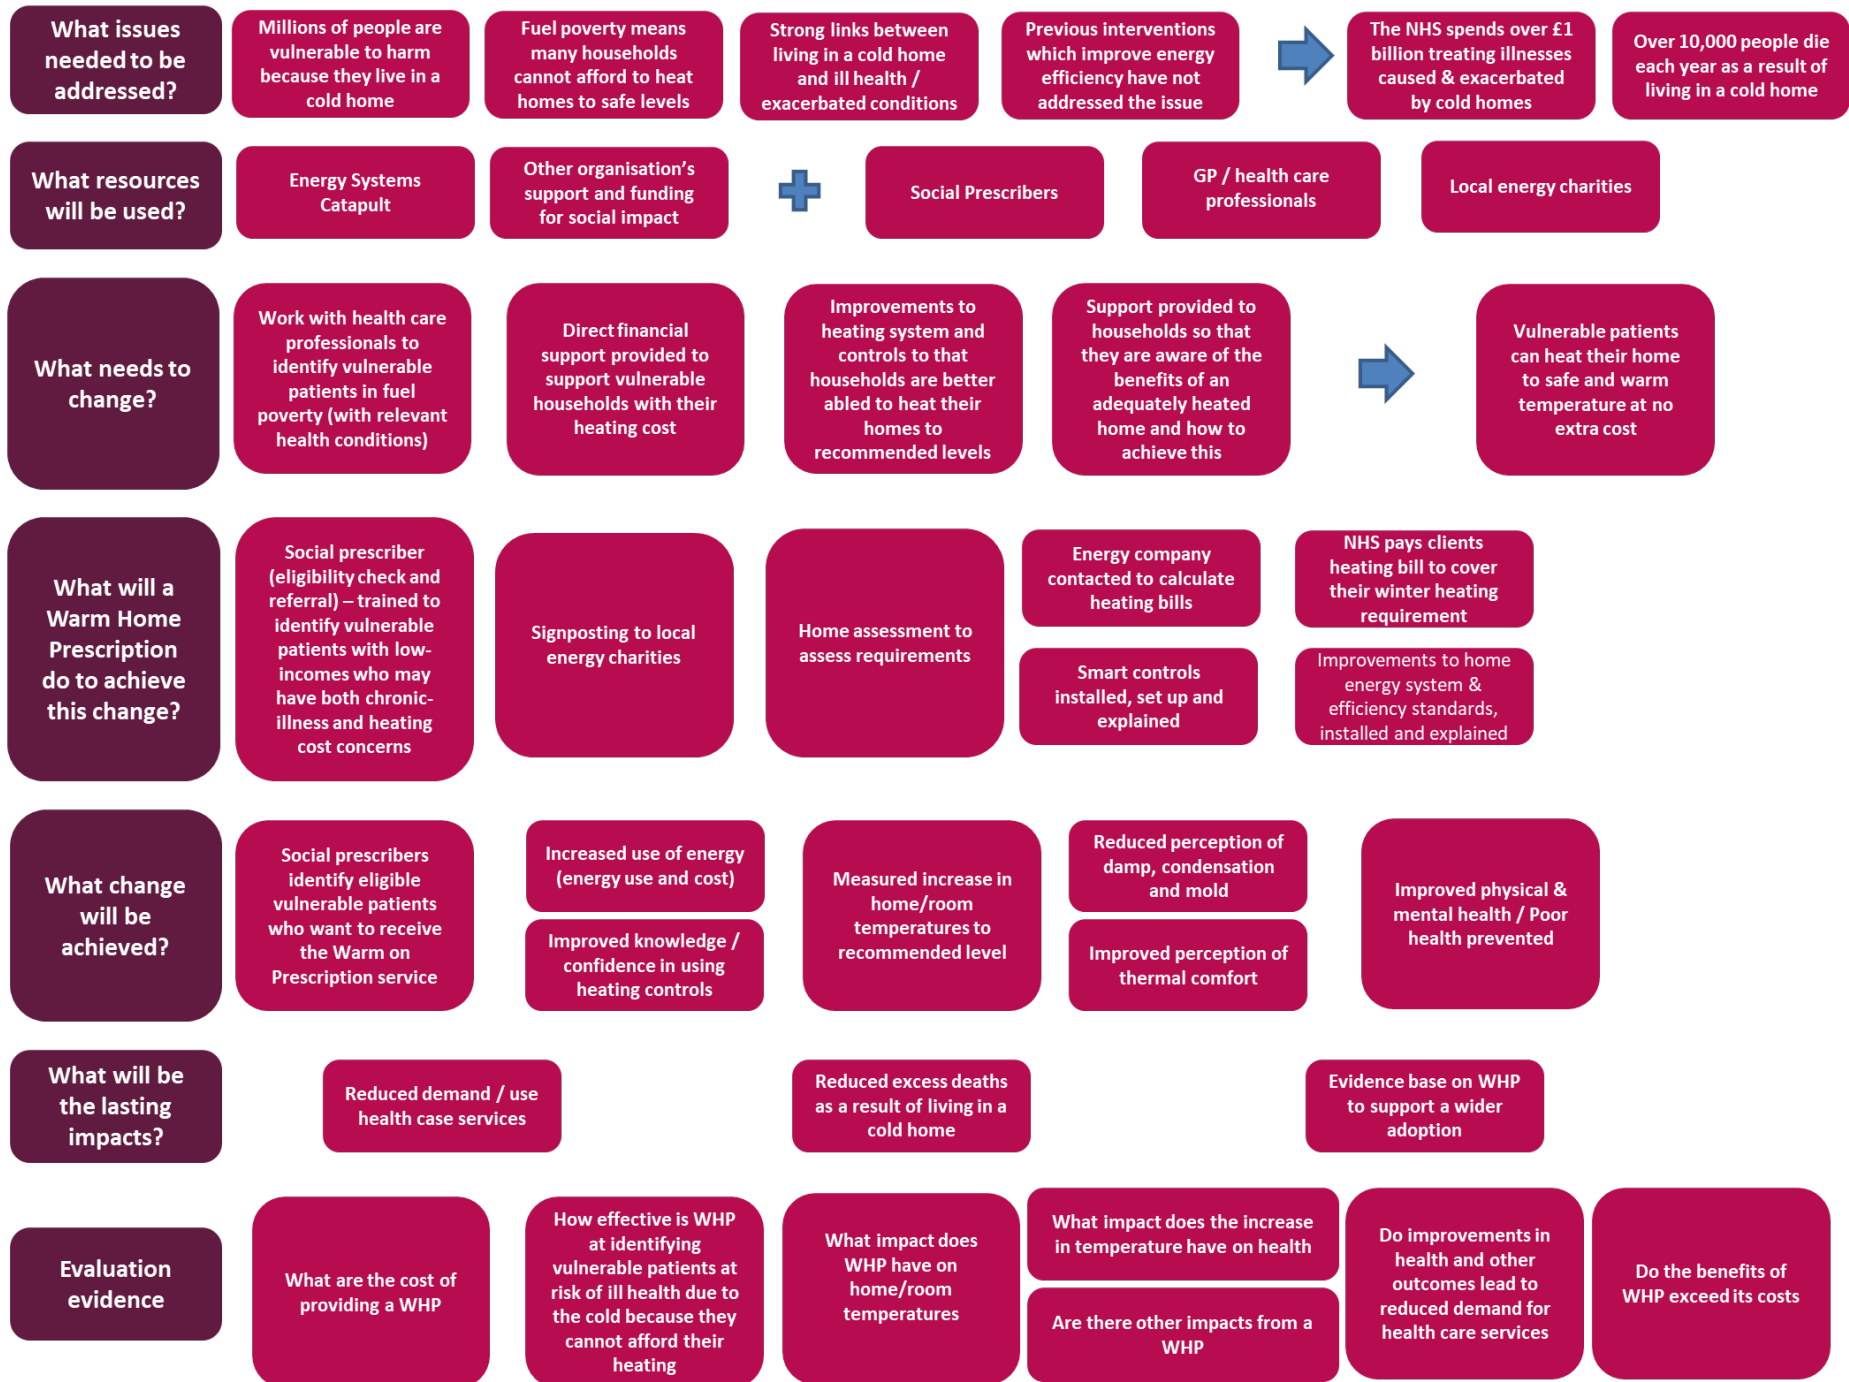 What issues
needed to be
addressed?
Millions of people are
vulnerable to harm
because they live in a
cold home
Fuel poverty means
many households
cannot afford to heat
homes to safe levels
Strong links between
living in a cold home
and ill health /
exacerbated conditions
Previous interventions
which improve energy
efficiency have not
addressed the issue
The NHS spends over £1
billion treating illnesses
caused & exacerbated
by cold homes
Over 10,000 people die
each year as a result of
living in a cold home
What resources
will be used?
Energy Systems
Catapult
Other organisation's
support and funding
for social impact
Social Prescribers
GP / health care
professionals
Local energy charities
What needs to
change?
Work with health care
professionals to
identify vulnerable
patients in fuel
poverty (with relevant
health conditions)
Direct financial
support provided to
support vulnerable
households with their
heating cost
Improvements to
heating system and
controls to that
households are better
abled to heat their
homes to
recommended levels
Support provided to
households so that
they are aware of the
benefits of an
adequately heated
home and how to
achieve this
Vulnerable patients
can heat their home
to safe and warm
temperature at no
extra cost
What will a
Warm Home
Prescription
do to achieve
this change?
Social prescriber
(eligibility check and
referral) – trained to
identify vulnerable
patients with low-
incomes who may
have both chronic-
illness and heating
cost concerns
Signposting to local
energy charities
Home assessment to
assess requirements
Energy company
contacted to calculate
heating bills
Smart controls
installed, set up and
explained
NHS pays clients
heating bill to cover
their winter heating
requirement
Improvements to home
energy system &
efficiency standards,
installed and explained
What change
will be
achieved?
Social prescribers
identify eligible
vulnerable patients
who want to receive
the Warm on
Prescription service
Increased use of energy
(energy use and cost)
Improved knowledge /
confidence in using
heating controls
Measured increase in
home/room
temperatures to
recommended level
Reduced perception of
damp, condensation
and mold
Improved perception of
thermal comfort
Improved physical &
mental health / Poor
health prevented
What will be
the lasting
impacts?
Reduced demand / use
health case services
Reduced excess deaths
as a result of living in a
cold home
Evidence base on WHP
to support a wider
adoption
Evaluation
evidence
What are the cost of
providing a WHP
How effective is WHP
at identifying
vulnerable patients at
risk of ill health due to
the cold because they
cannot afford their
heating
What impact does
WHP have on
home/room
temperatures
What impact does the increase
in temperature have on health
Are there other impacts from a
WHP
Do improvements in
health and other
outcomes lead to
reduced demand for
health care services
Do the benefits of
WHP exceed its costs